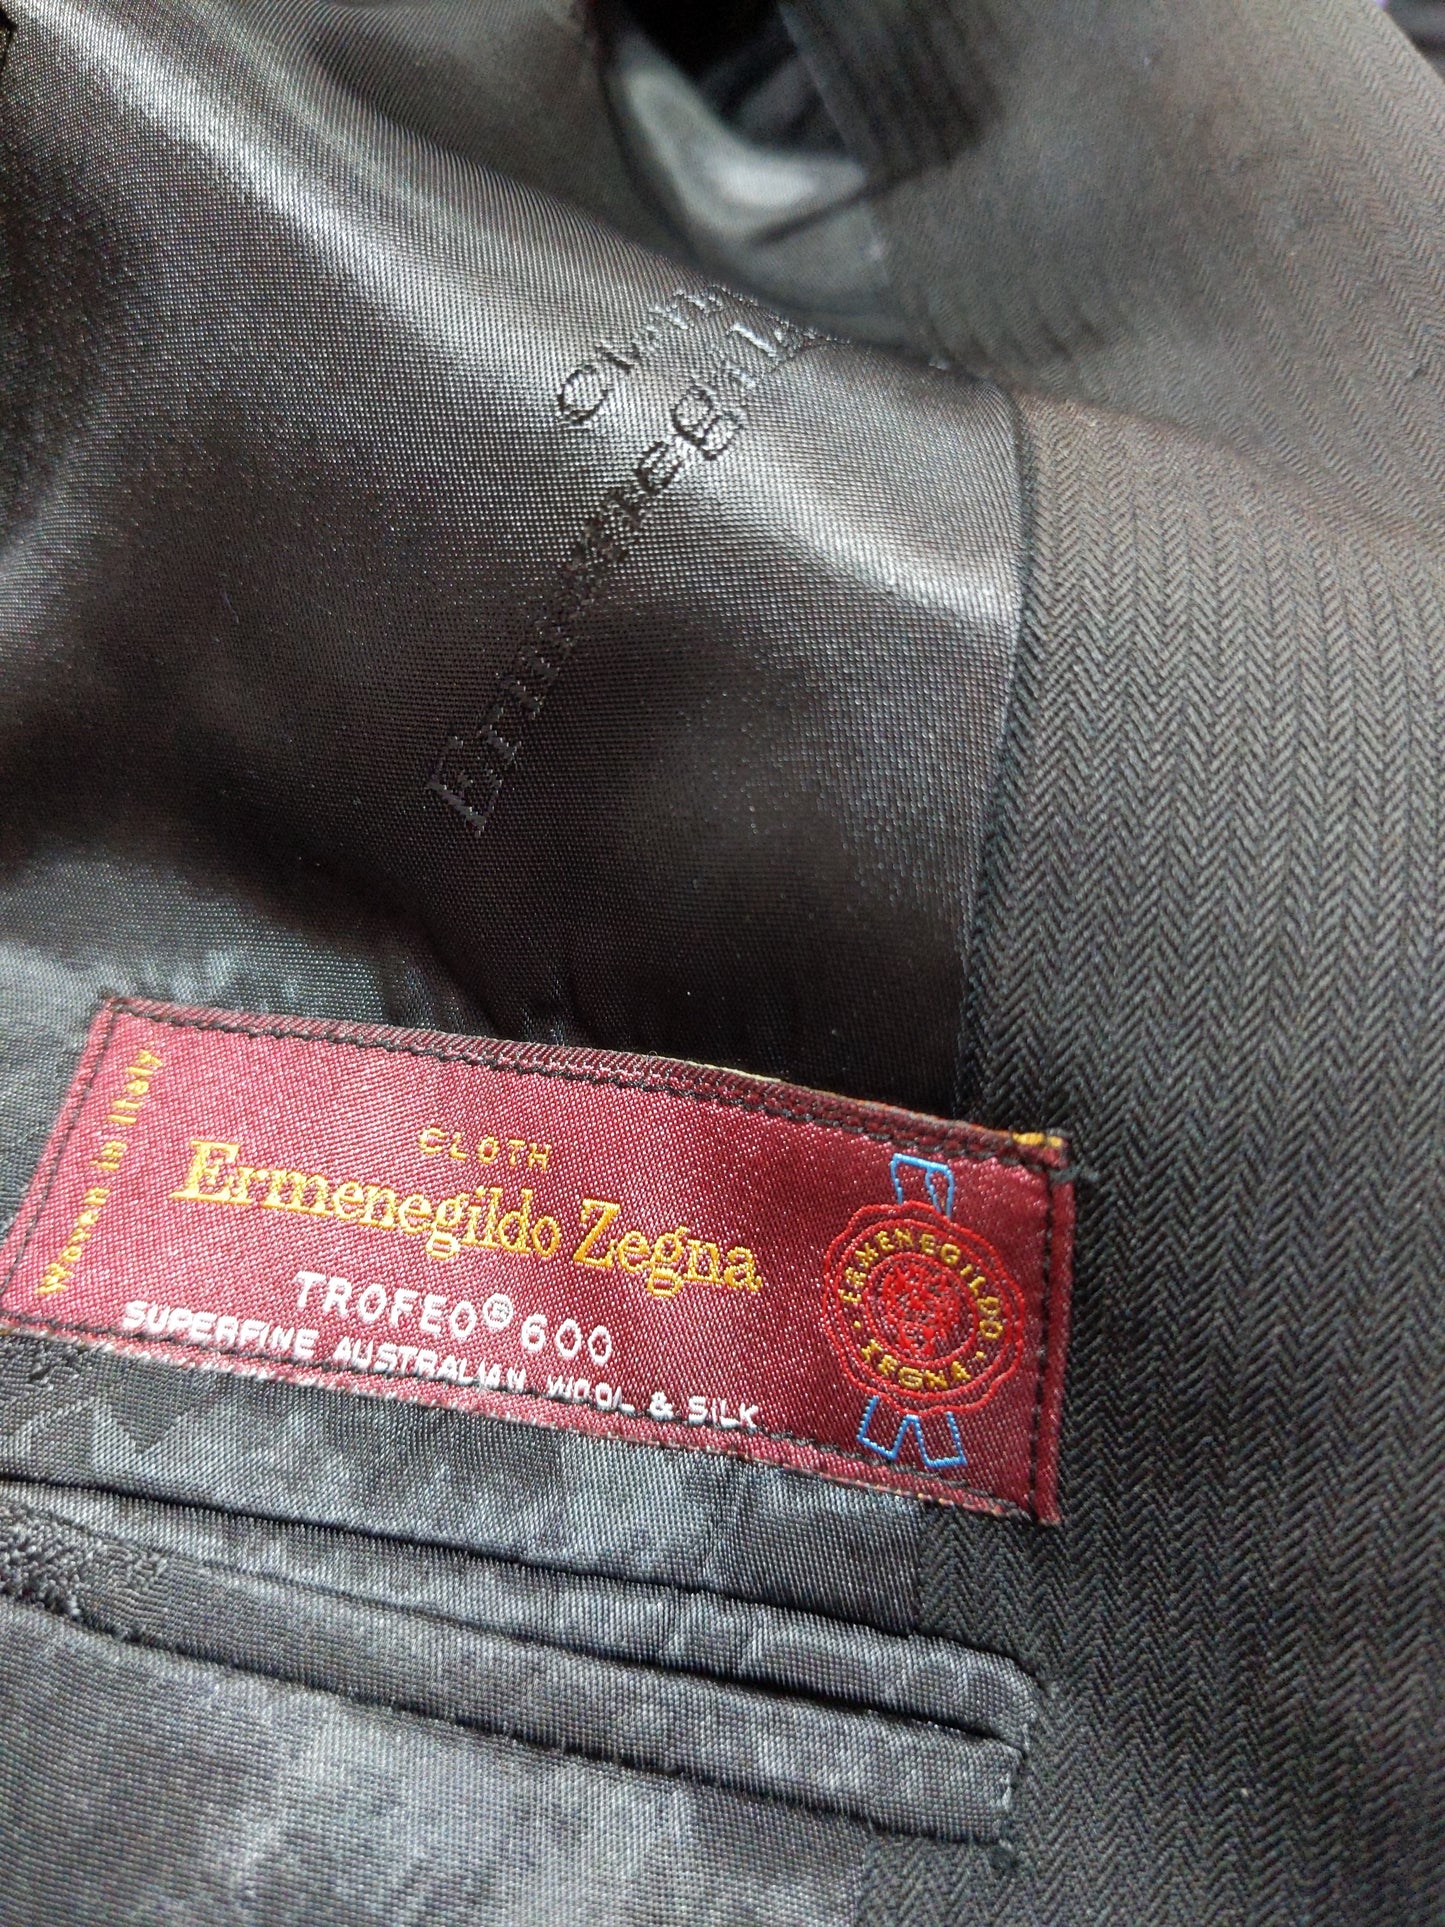 Woven in Italy
CLOTH
Ermenegildo Zegna
TROFEO® 600
SUPERFINE AUSTRALIAN WOOL & SILK
ERMENEGILDO
ZEGNA